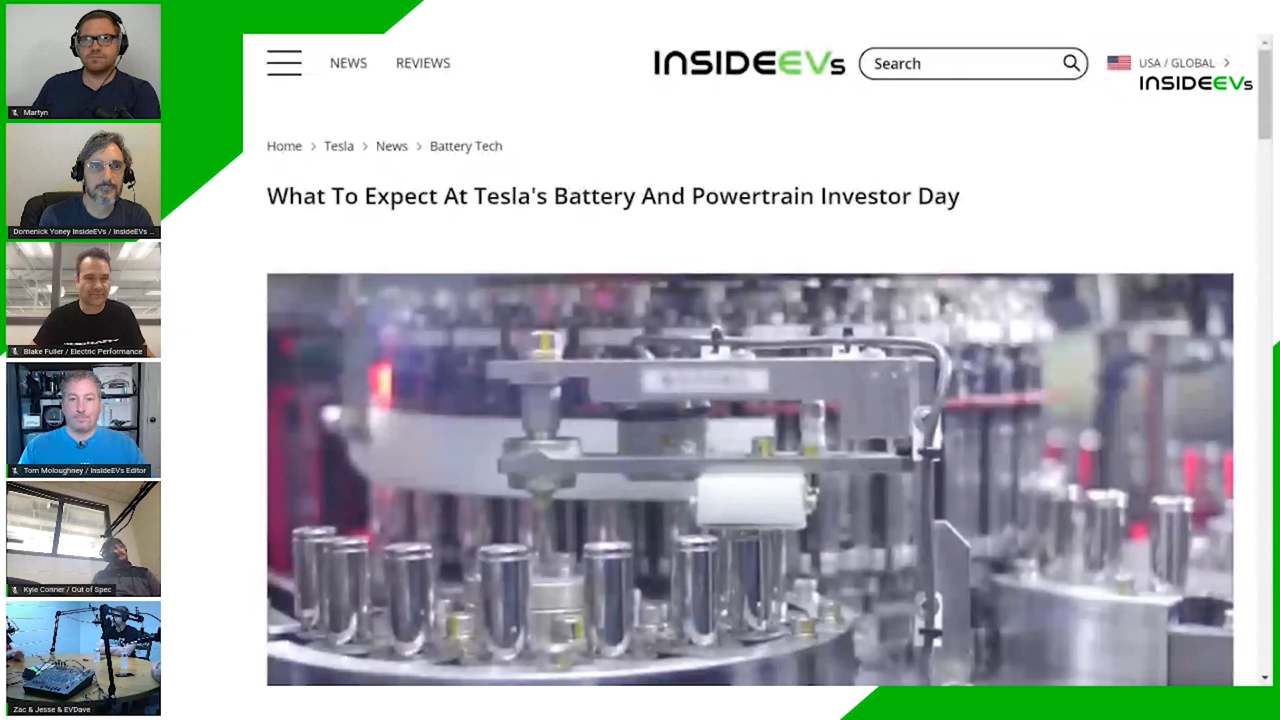 Martyn
Domenick Yoney InsideEVs / InsideEVs ...
Blake Fuller / Electric Performance
Tom Moloughney / InsideEVs Editor
Kyle Conner / Out of Spec
Zac & Jesse & EVDave
NEWS
REVIEWS
INSIDEEVs
Search
USA / GLOBAL
INSIDEEVs
Home > Tesla > News > Battery Tech
What To Expect At Tesla's Battery And Powertrain Investor Day